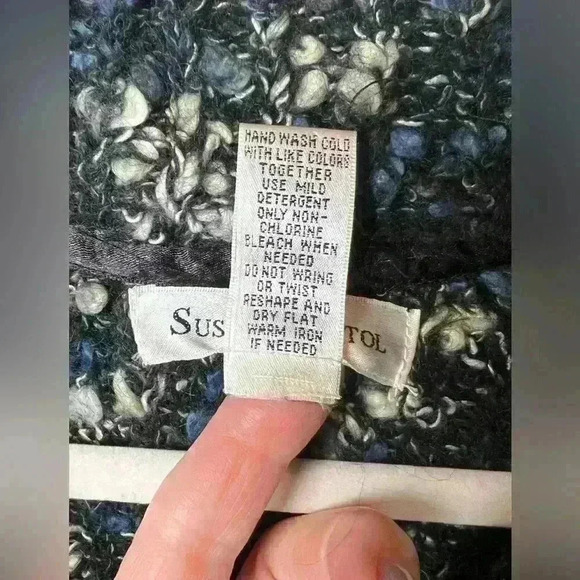 HAND WASH COLD
WITH LIKE COLORS
TOGETHER
USE MILD
DETERGENT
ONLY NON-
CHLORINE
BLEACH WHEN
NEEDED
DO NOT WRING
OR TWIST
RESHAPE AND
DRY FLAT
WARM IRON
IF NEEDED
SUS TOL